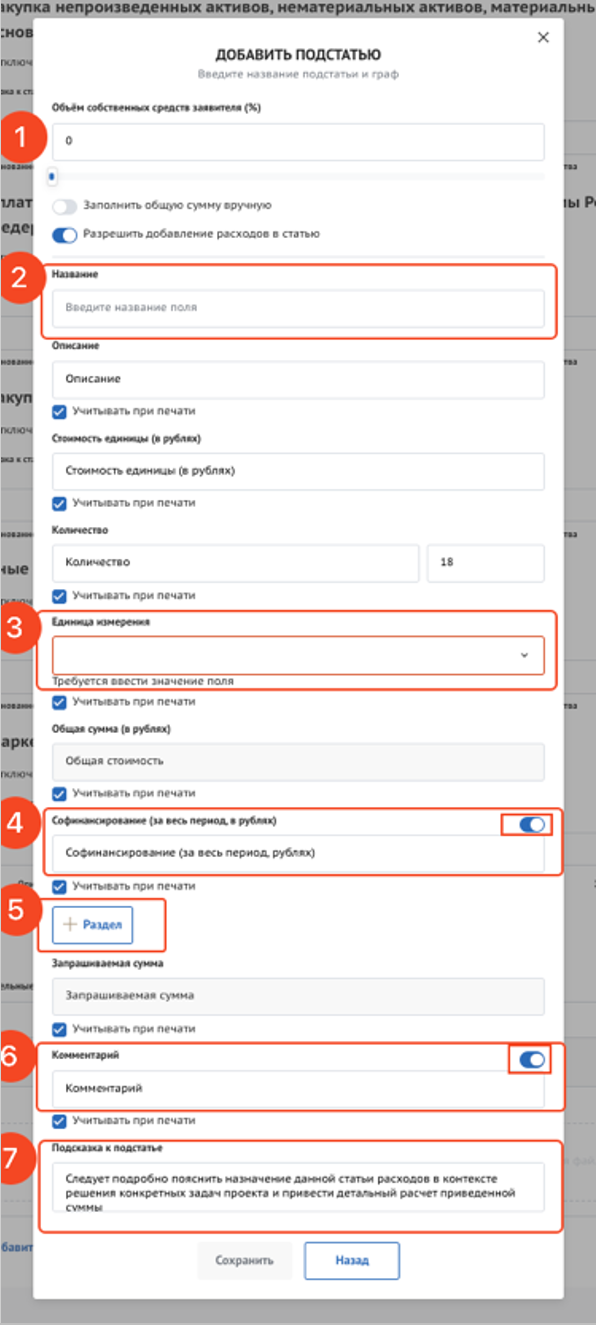 акупка непроизведенных активов, нематериальных активов, материальн
снов
ДОБАВИТЬ ПОДСТАТЬЮ
Введите название подстатьи и граф
1
Объём собственных средств заявителя (%)
0
Заполнить общую сумму вручную
Разрешить добавление расходов в статью
2
Название
Введите название поля
Описание
Описание
Учитывать при печати
Стоимость единицы (в рублях)
Стоимость единицы (в рублях)
Учитывать при печати
Количество
Количество
18
Учитывать при печати
3
Единица измерения
Требуется ввести значение поля
Учитывать при печати
Общая сумма (в рублях)
Общая стоимость
Учитывать при печати
4
Софинансирование (за весь период, в рублях)
Софинансирование (за весь период, рублях)
Учитывать при печати
5
+ Раздел
Запрашиваемая сумма
Запрашиваемая сумма
Учитывать при печати
6
Комментарий
Комментарий
Учитывать при печати
7
Подсказка к подстатье
Следует подробно пояснить назначение данной статьи расходов в контексте
решения конкретных задач проекта и привести детальный расчет приведенной
суммы
Сохранить
Назад